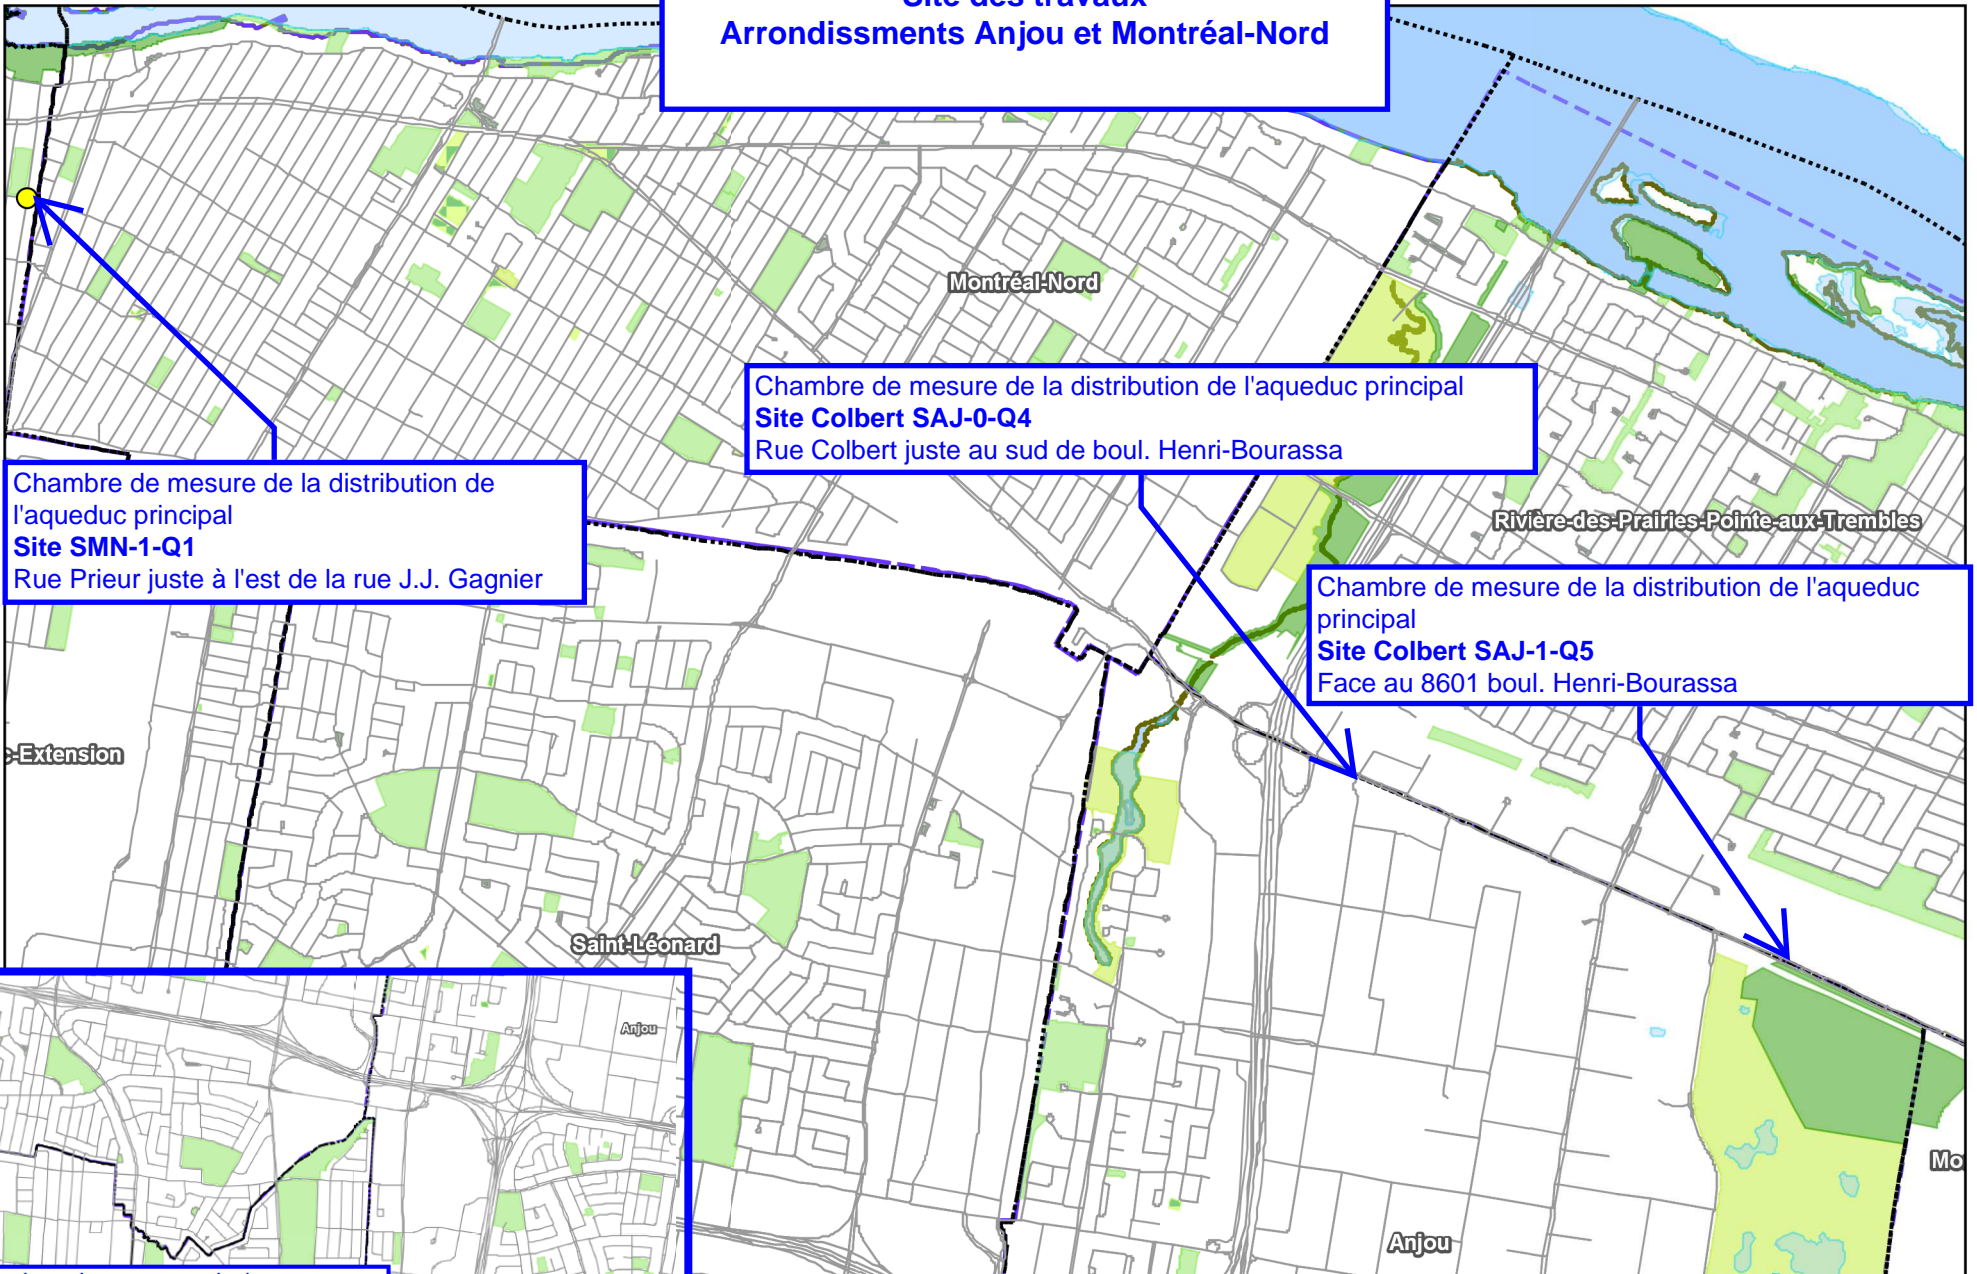 Site des travaux
Arrondissments Anjou et Montréal-Nord
Montréal-Nord
Chambre de mesure de la distribution de l'aqueduc principal
Site Colbert SAJ-0-Q4
Rue Colbert juste au sud de boul. Henri-Bourassa
Chambre de mesure de la distribution de
l'aqueduc principal
Site SMN-1-Q1
Rue Prieur juste à l'est de la rue J.J. Gagnier
Rivière-des-Prairies-Pointe-aux-Trembles
Chambre de mesure de la distribution de l'aqueduc
principal
Site Colbert SAJ-1-Q5
Face au 8601 boul. Henri-Bourassa
-Extension
Saint-Léonard
Anjou
Mo
Anjou